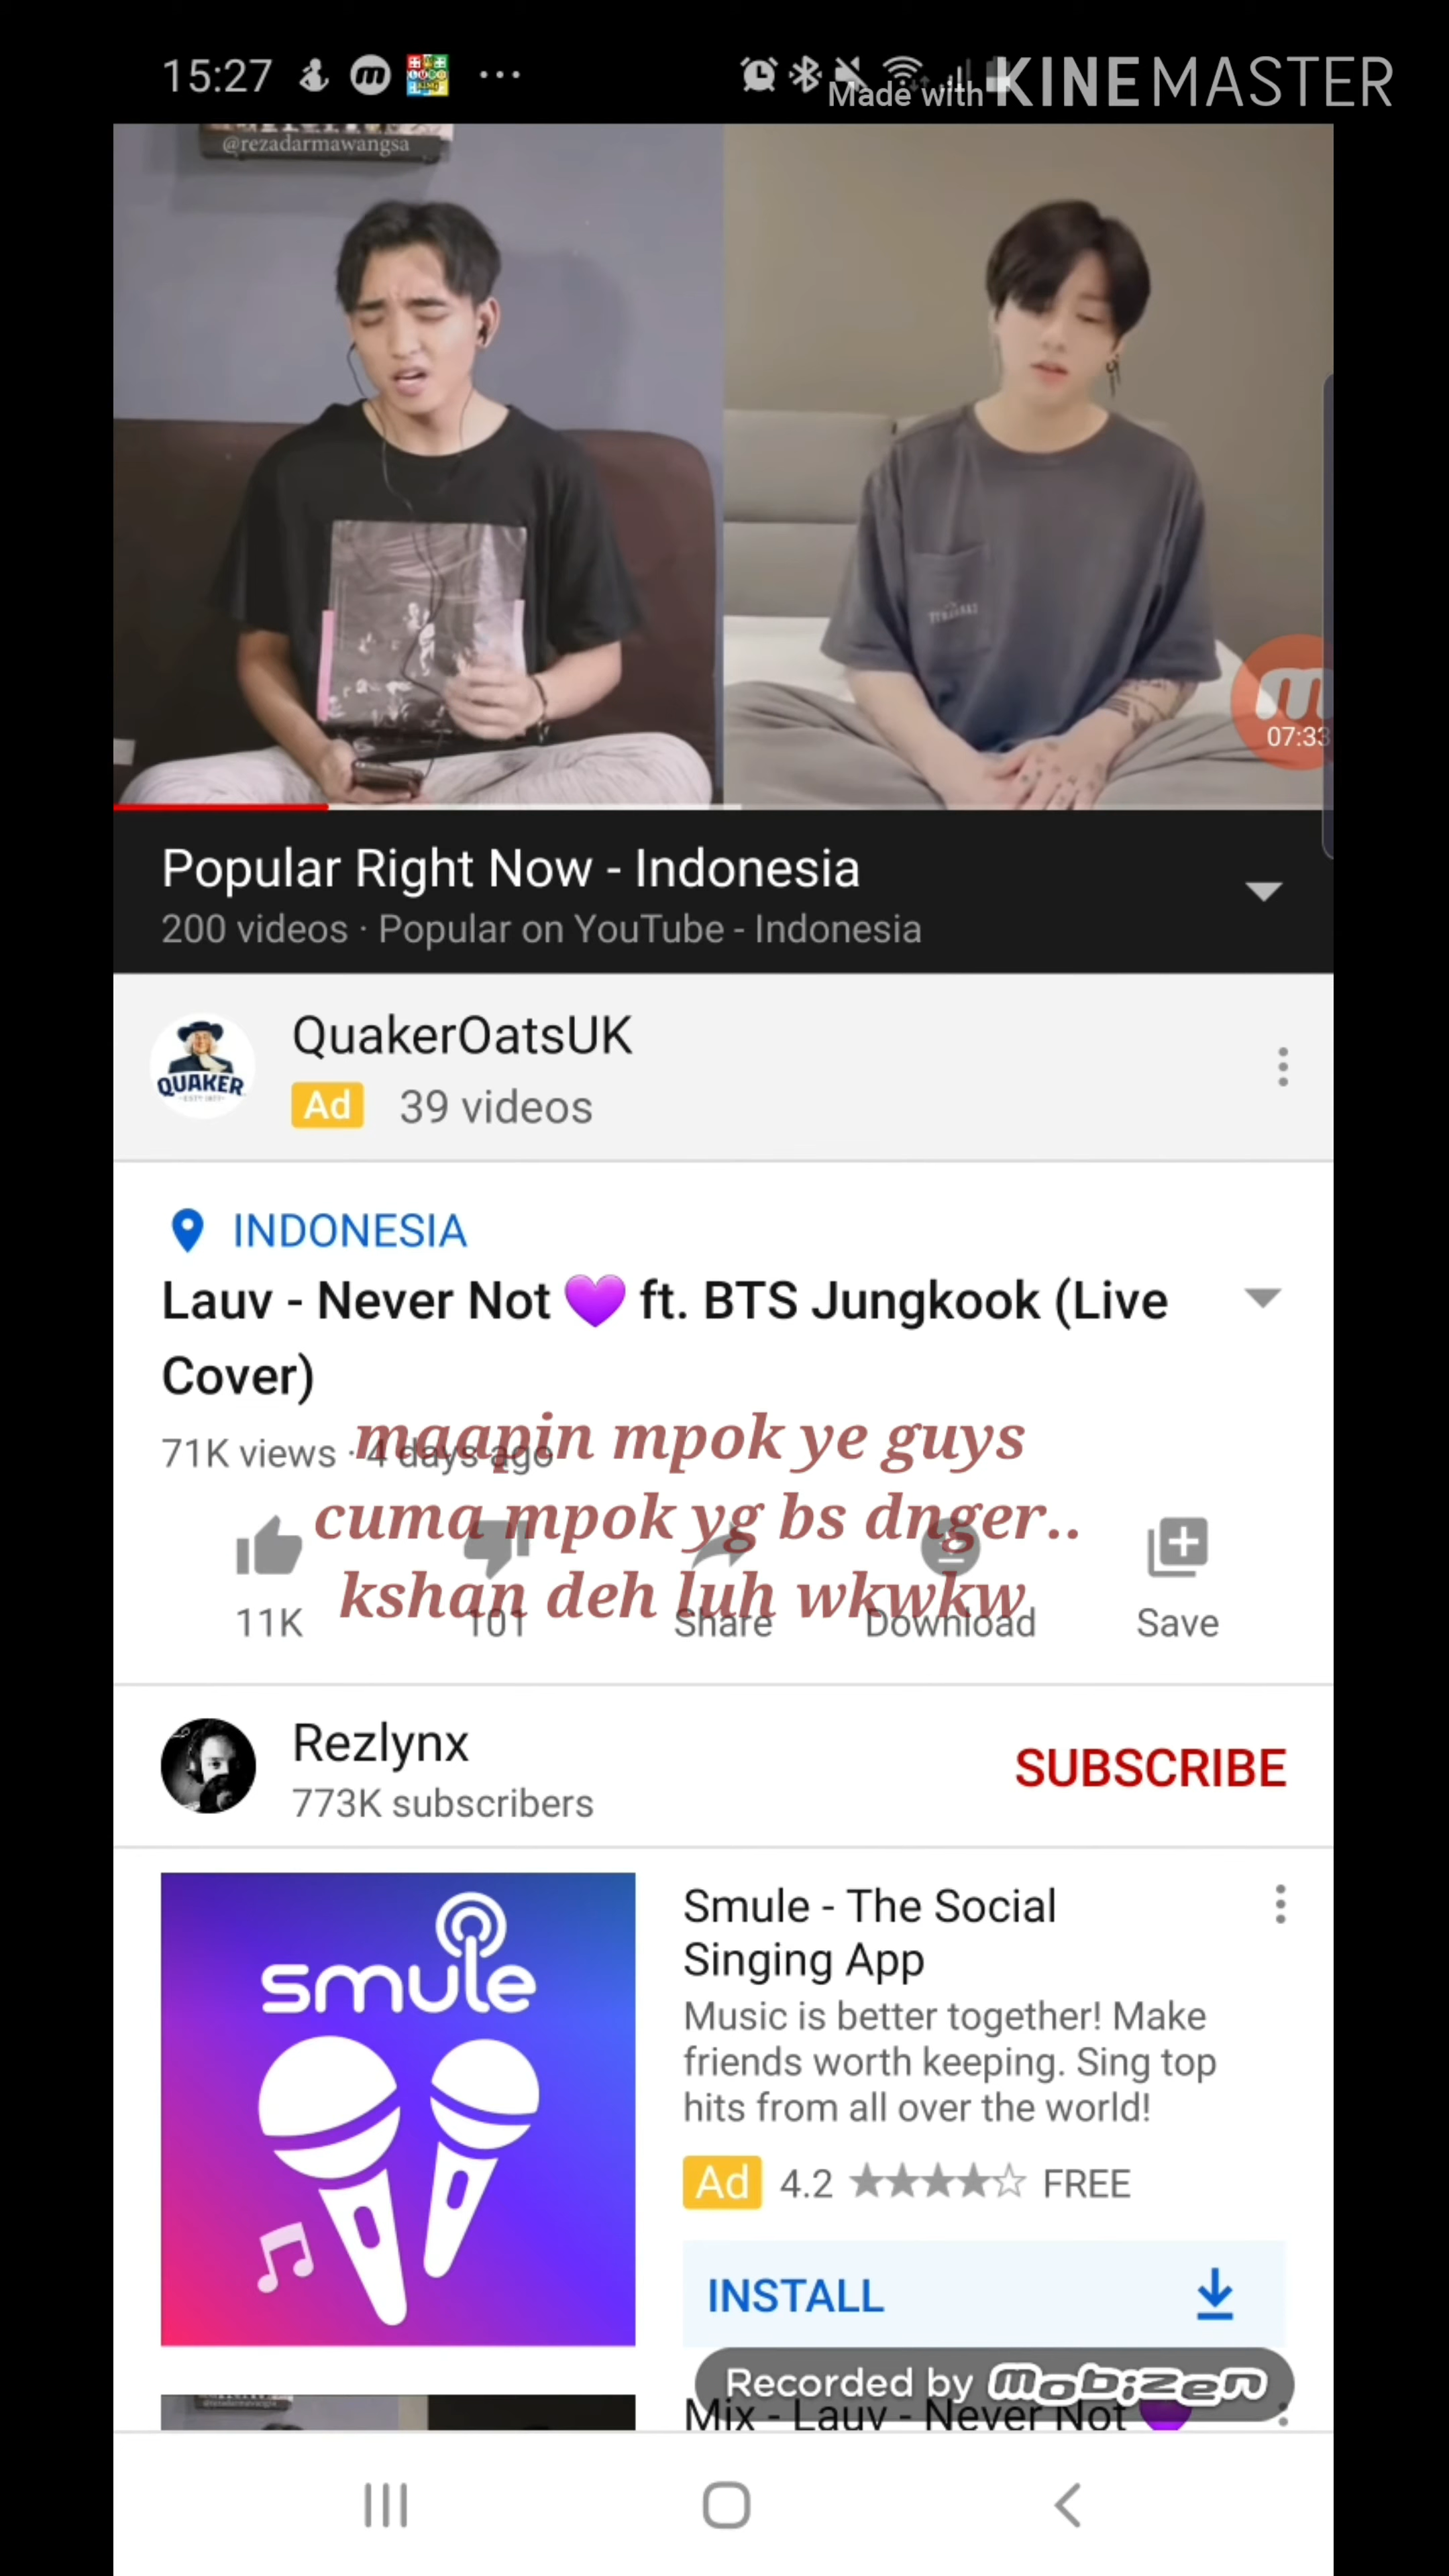 15:27
Made with KINEMASTER
@rezadarmawangsa
07:33
Popular Right Now - Indonesia
200 videos · Popular on YouTube - Indonesia
QuakerOatsUK
QUAKER
Ad 39 videos
INDONESIA
Lauv - Never Not 💜 ft. BTS Jungkook (Live
Cover)
71K views · 4 days ago
maapin mpok ye guys
cuma mpok yg bs dnger..
kshan deh luh wkwkw
11K 101 Share Download Save
Rezlynx
773K subscribers
SUBSCRIBE
smule
Smule - The Social
Singing App
Music is better together! Make
friends worth keeping. Sing top
hits from all over the world!
Ad 4.2 ★★★★☆ FREE
INSTALL
Recorded by mobizen
Mix - Lauv - Never Not 💜